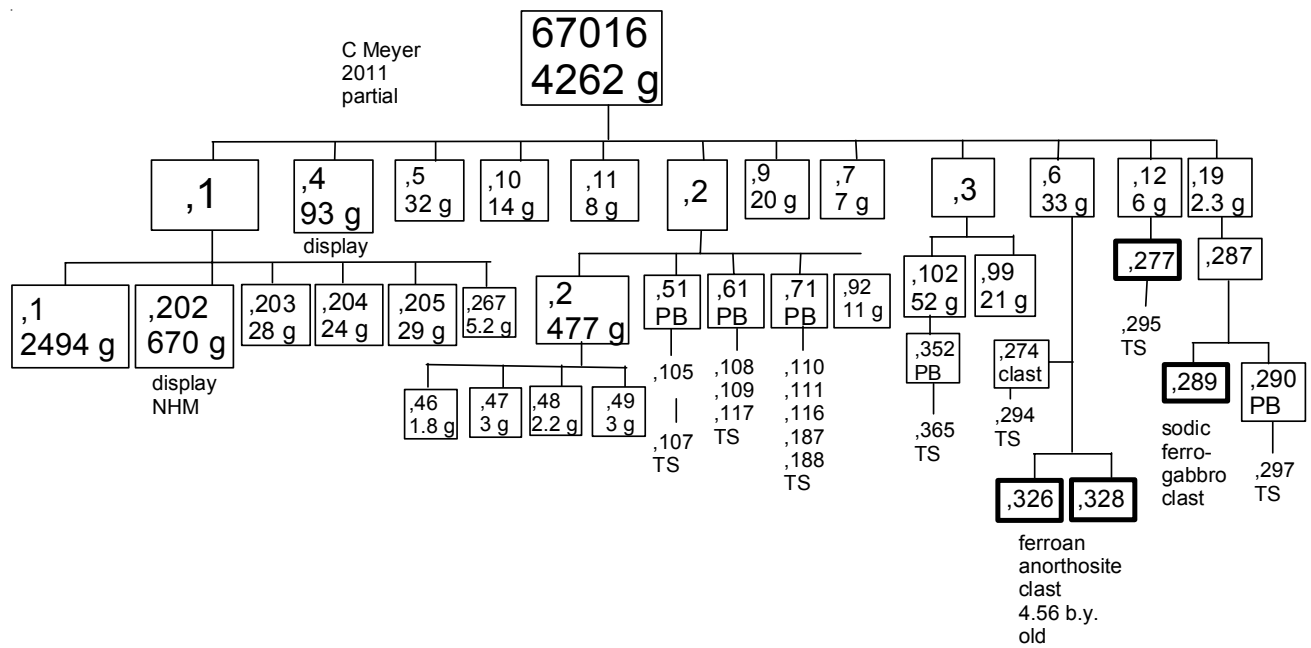 C Meyer
2011
partial
67016
4262 g
,1
,4
93 g
display
,5
32 g
,10
14 g
,11
8 g
,2
,9
20 g
,7
7 g
,3
,6
33 g
,12
6 g
,19
2.3 g
,1
2494 g
,202
670 g
display
NHM
,203
28 g
,204
24 g
,205
29 g
,267
5.2 g
,2
477 g
,51
PB
,61
PB
,71
PB
,92
11 g
,102
52 g
,99
21 g
,277
,287
,46
1.8 g
,47
3 g
,48
2.2 g
,49
3 g
,105
,107
TS
,108
,109
,117
TS
,110
,111
,116
,187
,188
TS
,352
PB
,365
TS
,274
clast
,294
TS
,295
TS
,289
sodic
ferro-
gabbro
clast
,290
PB
,297
TS
,326
,328
ferroan
anorthosite
clast
4.56 b.y.
old